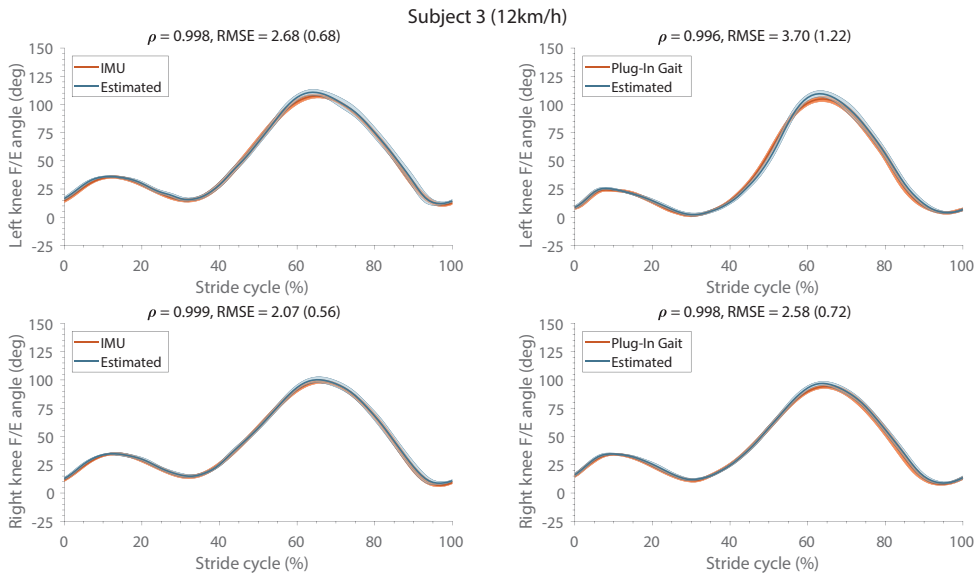 Subject 3 (12km/h)
ρ = 0.998, RMSE = 2.68 (0.68)
150
125
100
75
50
25
0
-25
Left knee F/E angle (deg)
IMU
Estimated
0 20 40 60 80 100
Stride cycle (%)
ρ = 0.996, RMSE = 3.70 (1.22)
150
125
100
75
50
25
0
-25
Left knee F/E angle (deg)
Plug-In Gait
Estimated
0 20 40 60 80 100
Stride cycle (%)
ρ = 0.999, RMSE = 2.07 (0.56)
150
125
100
75
50
25
0
-25
Right knee F/E angle (deg)
IMU
Estimated
0 20 40 60 80 100
Stride cycle (%)
ρ = 0.998, RMSE = 2.58 (0.72)
150
125
100
75
50
25
0
-25
Right knee F/E angle (deg)
Plug-In Gait
Estimated
0 20 40 60 80 100
Stride cycle (%)